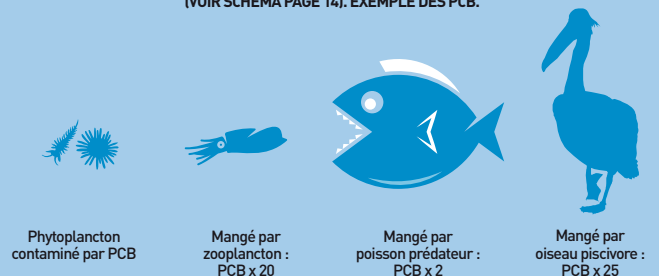 (VOIR SCHÉMA PAGE 14). EXEMPLE DES PCB.
Phytoplancton
contaminé par PCB
Mangé par
zooplancton :
PCB x 20
Mangé par
poisson prédateur :
PCB x 2
Mangé par
oiseau piscivore :
PCB x 25